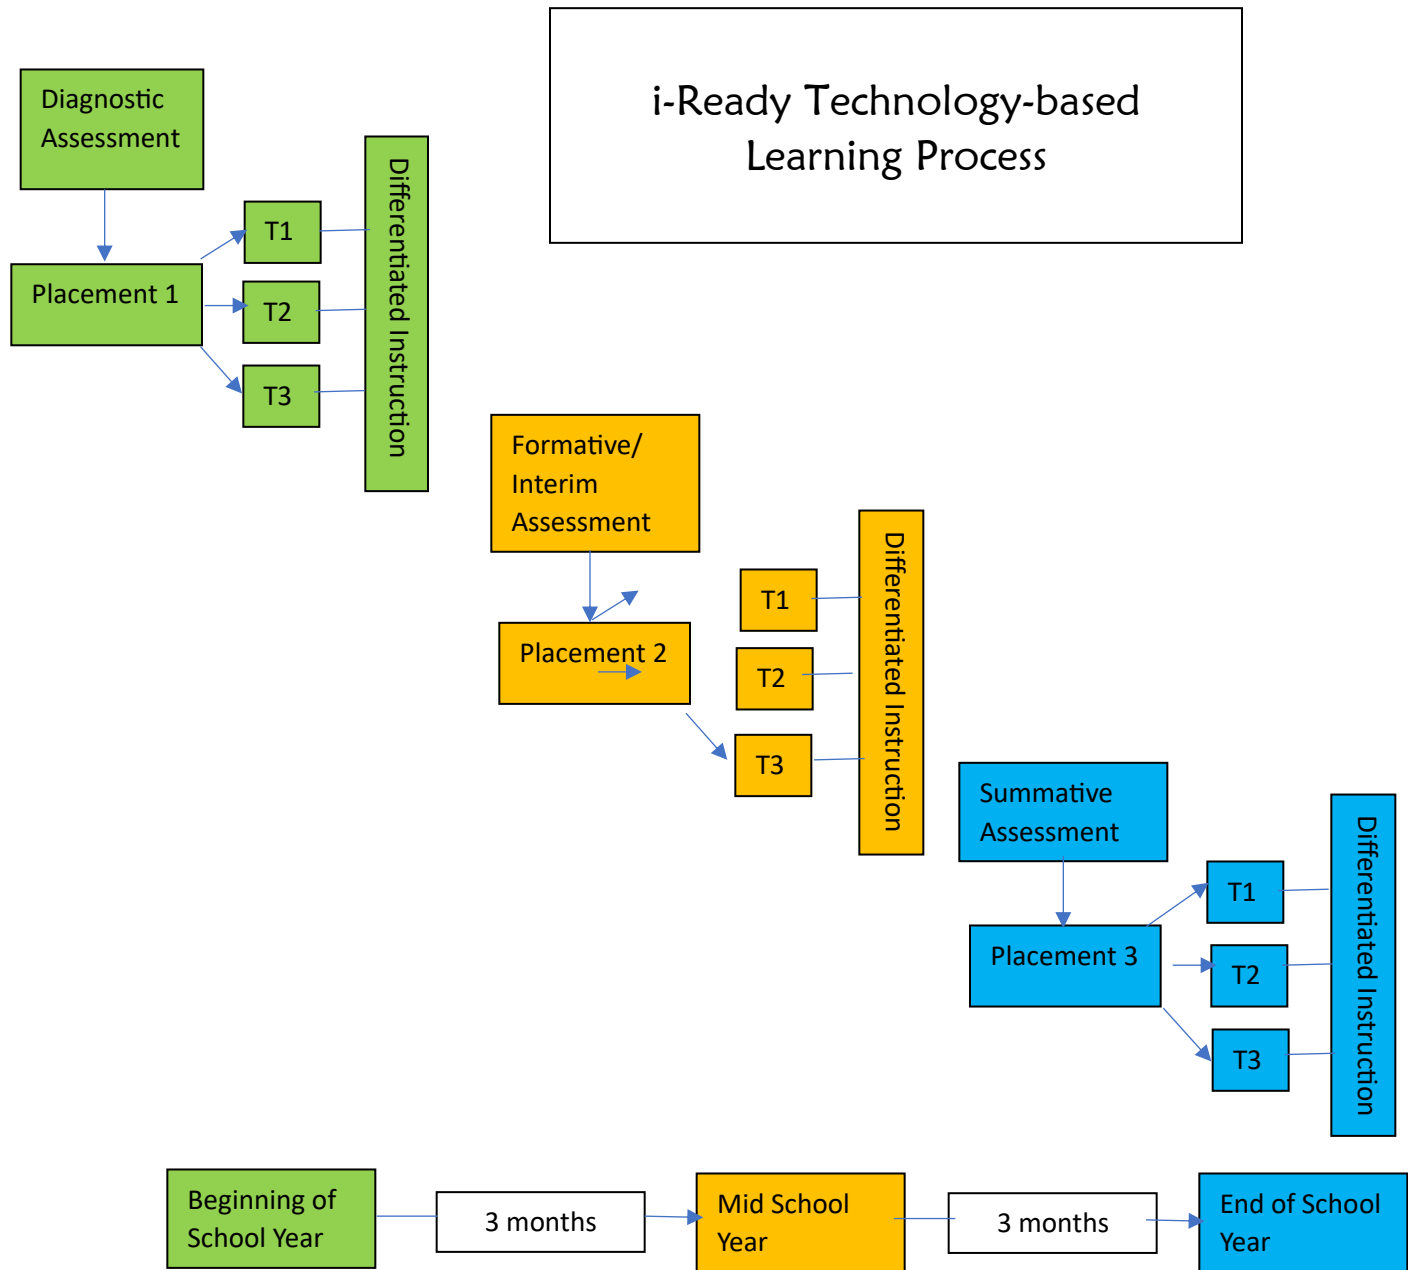 i-Ready Technology-based
Learning Process
Diagnostic
Assessment
Placement 1
T1
T2
T3
Differentiated Instruction
Formative/
Interim
Assessment
Placement 2
T1
T2
T3
Differentiated Instruction
Summative
Assessment
Placement 3
T1
T2
T3
Differentiated Instruction
Beginning of
School Year
3 months
Mid School
Year
3 months
End of School
Year